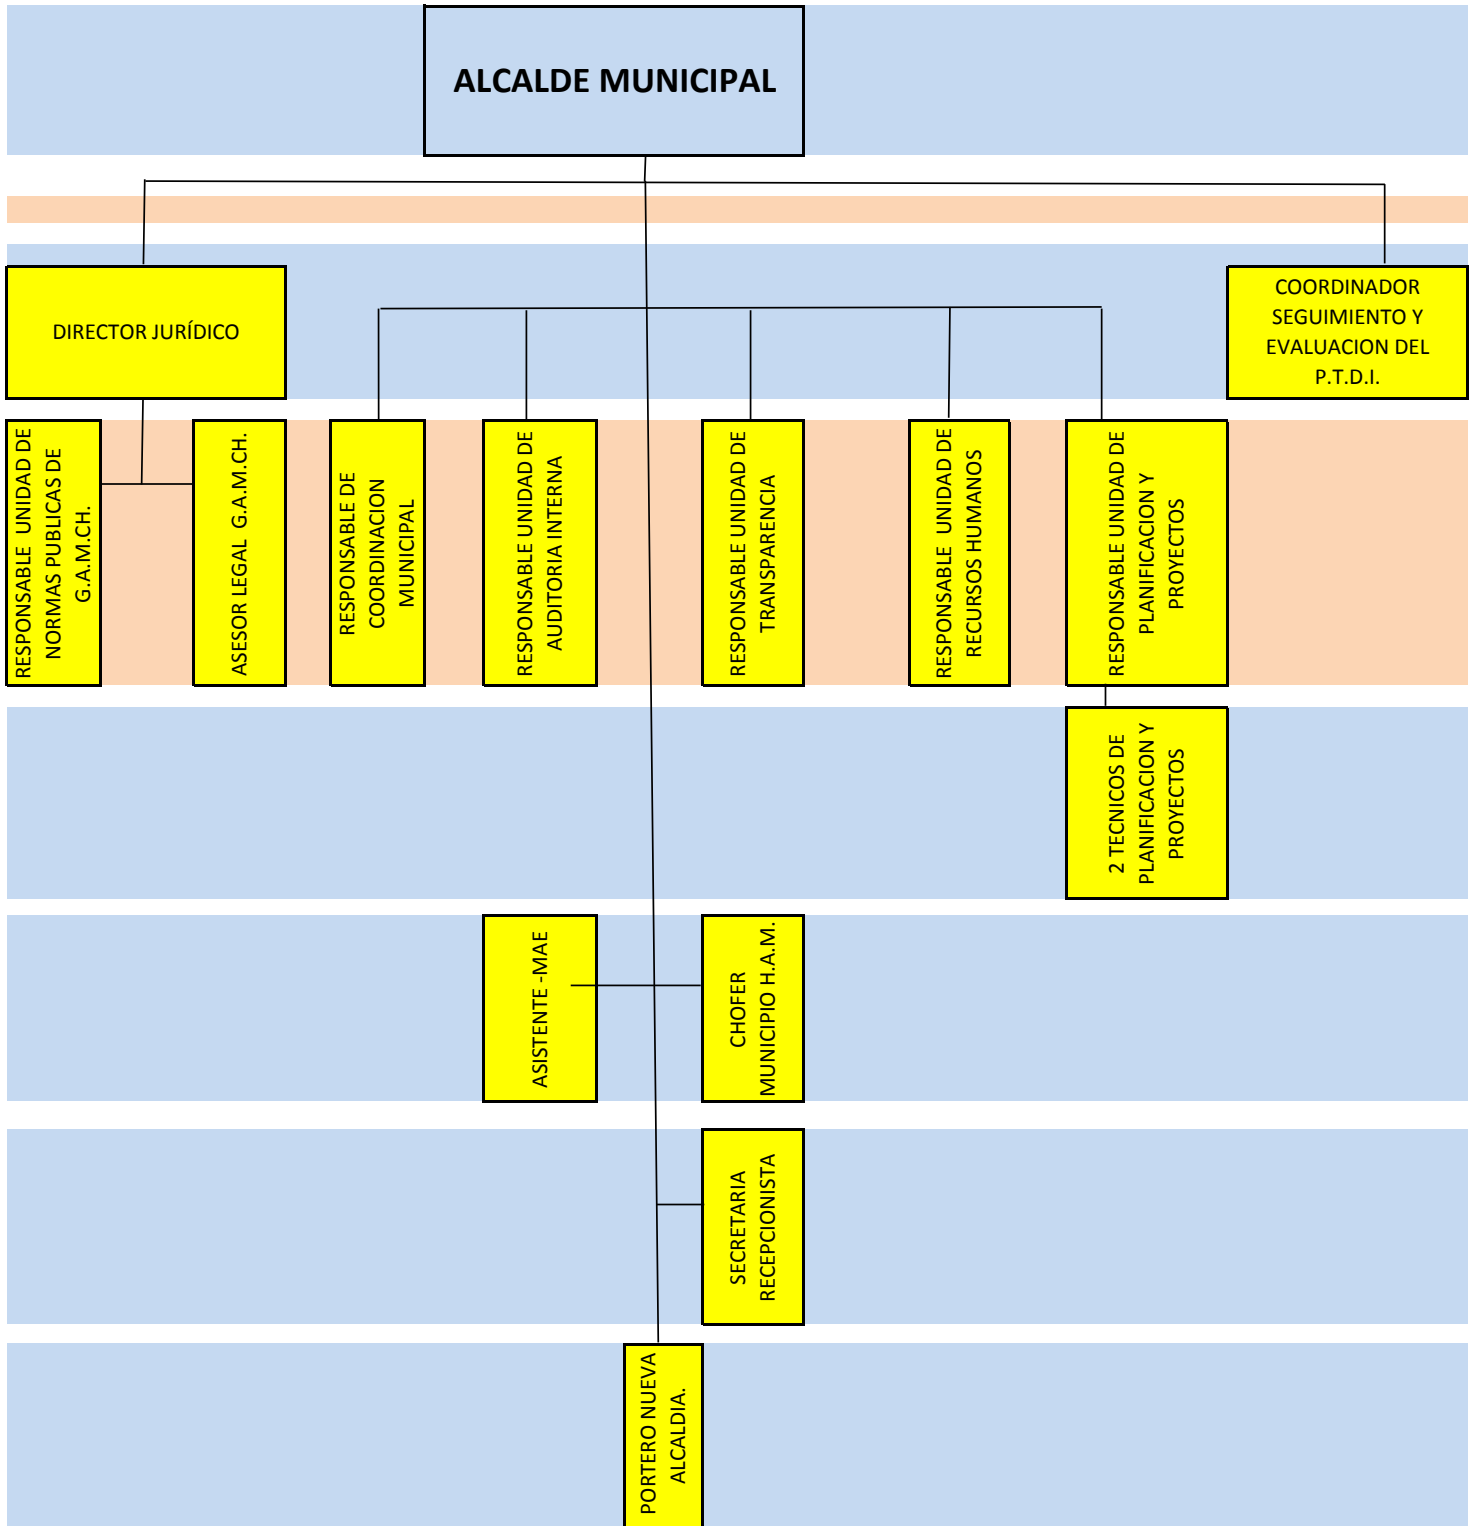 ALCALDE MUNICIPAL
DIRECTOR JURÍDICO
COORDINADOR
SEGUIMIENTO Y
EVALUACION DEL
P.T.D.I.
RESPONSABLE UNIDAD DE
NORMAS PUBLICAS DE
G.A.M.CH.
ASESOR LEGAL G.A.M.CH.
RESPONSABLE DE
COORDINACION
MUNICIPAL
RESPONSABLE UNIDAD DE
AUDITORIA INTERNA
RESPONSABLE UNIDAD DE
TRANSPARENCIA
RESPONSABLE UNIDAD DE
RECURSOS HUMANOS
RESPONSABLE UNIDAD DE
PLANIFICACION Y
PROYECTOS
2 TECNICOS DE
PLANIFICACION Y
PROYECTOS
ASISTENTE -MAE
CHOFER
MUNICIPIO H.A.M.
SECRETARIA
RECEPCIONISTA
PORTERO NUEVA
ALCALDIA.